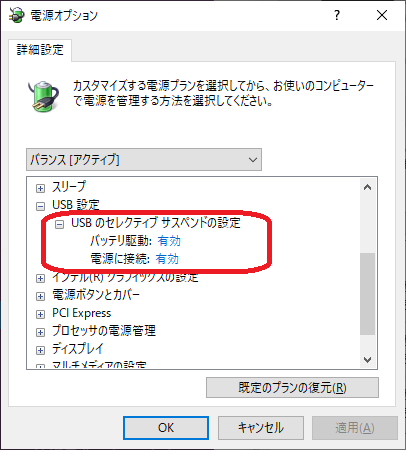 電源オプション
詳細設定
カスタマイズする電源プランを選択してから、お使いのコンピューター
で電源を管理する方法を選択してください。
バランス [アクティブ]
スリープ
USB 設定
USB のセレクティブ サスペンドの設定
バッテリ駆動: 有効
電源に接続: 有効
インテル(R) グラフィックスの設定
電源ボタンとカバー
PCI Express
プロセッサの電源管理
ディスプレイ
マルチメディアの設定
既定のプランの復元(R)
OK
キャンセル
適用(A)